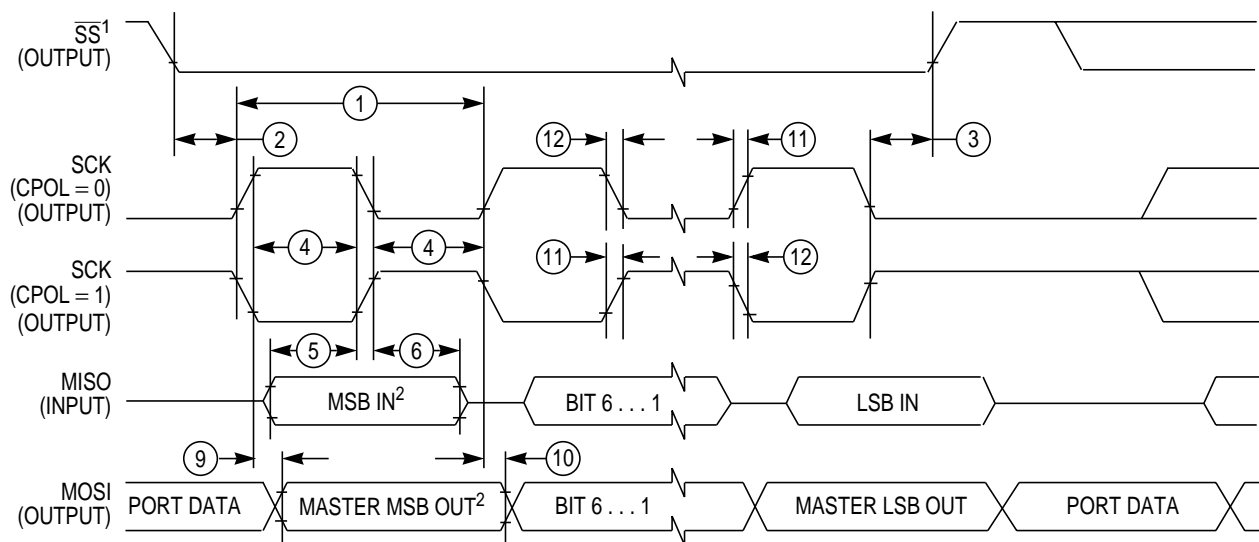 SS¹
(OUTPUT)
1
2
12
11
3
SCK
(CPOL = 0)
(OUTPUT)
4
4
SCK
(CPOL = 1)
(OUTPUT)
11
12
5
6
MISO
(INPUT)
MSB IN²
BIT 6 . . . 1
LSB IN
9
10
MOSI
(OUTPUT)
PORT DATA
MASTER MSB OUT²
BIT 6 . . . 1
MASTER LSB OUT
PORT DATA